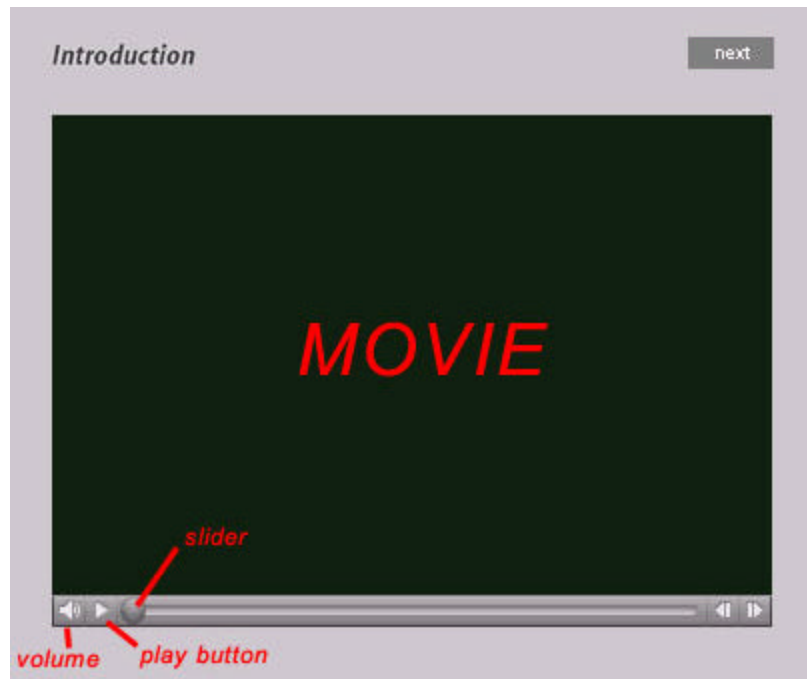 Introduction
next
MOVIE
slider
volume
play button